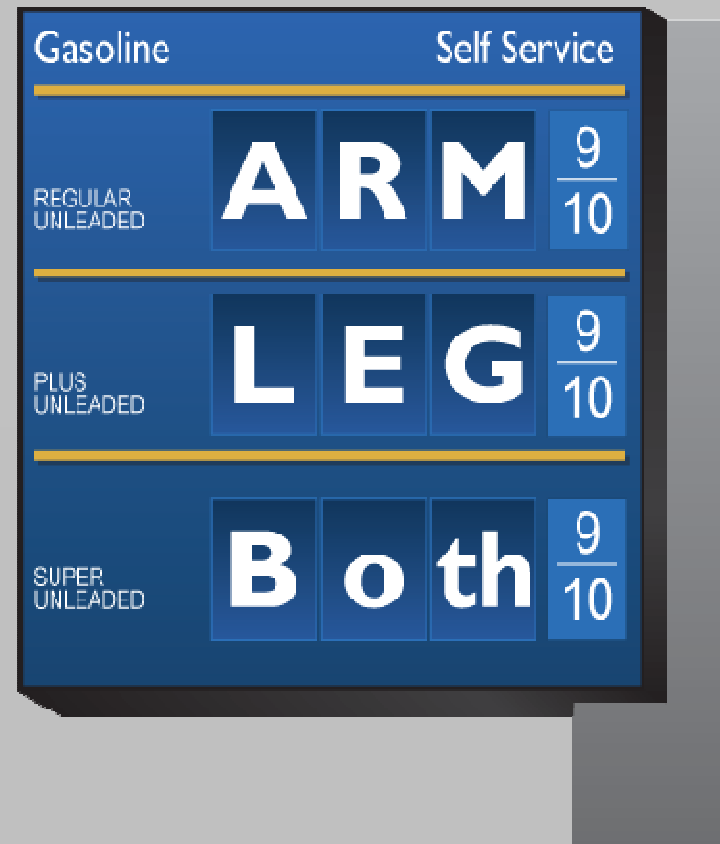 Gasoline Self Service
ARM 9/10
REGULAR
UNLEADED
LEG 9/10
PLUS
UNLEADED
Both 9/10
SUPER
UNLEADED